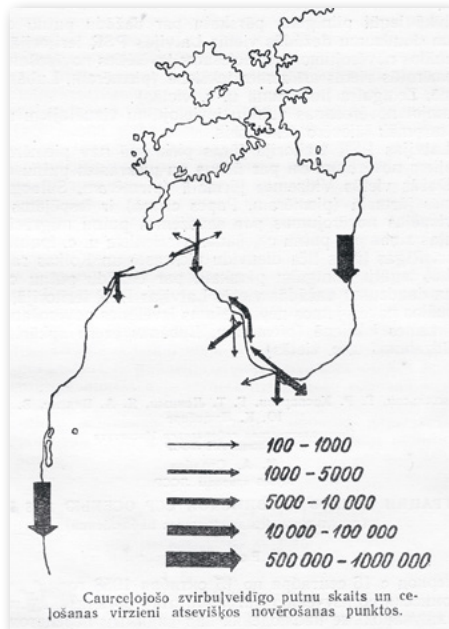 100–1000
1000–5000
5000–10 000
10 000–100 000
500 000–1000 000
Caurceļojošo zvirbuļveidīgo putnu skaits un ce-
ļošanas virzieni atsevišķos novērošanas punktos.